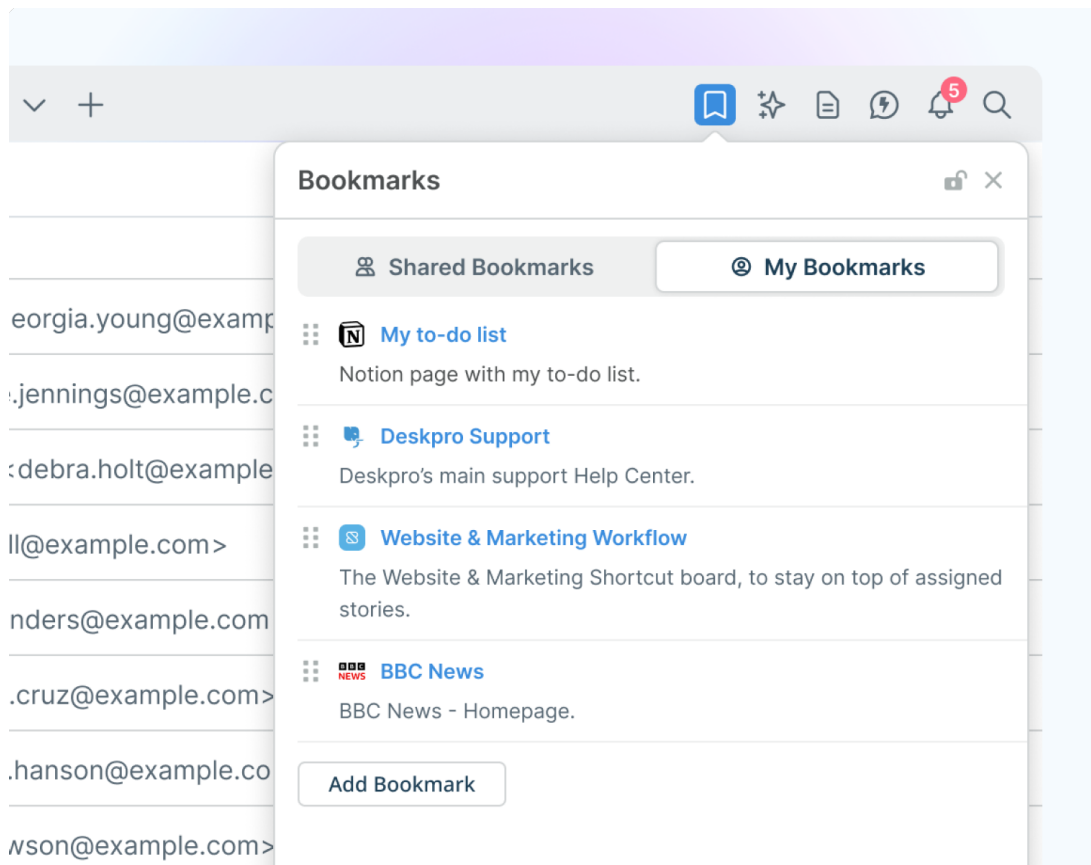 5
Bookmarks
Shared Bookmarks
My Bookmarks
eorgia.young@examp
My to-do list
Notion page with my to-do list.
.jennings@example.c
Deskpro Support
debra.holt@example
Deskpro’s main support Help Center.
Website & Marketing Workflow
ll@example.com>
The Website & Marketing Shortcut board, to stay on top of assigned
stories.
nders@example.com
BBC NEWS
BBC News
.cruz@example.com>
BBC News - Homepage.
.hanson@example.co
Add Bookmark
wson@example.com>